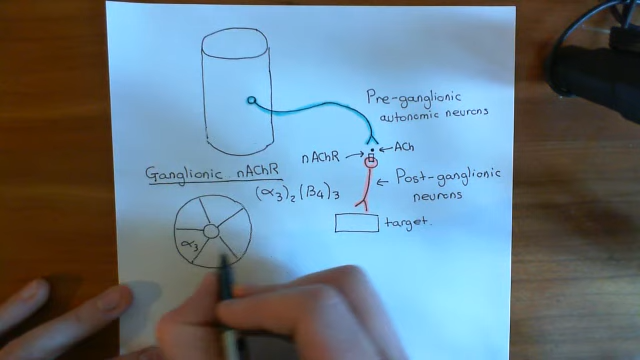 Pre-ganglionic
autonomic neurons
ACh
nAChR
Ganglionic nAChR
(α₃)₂(β₄)₃
Post-ganglionic
neurons
target.
α₃